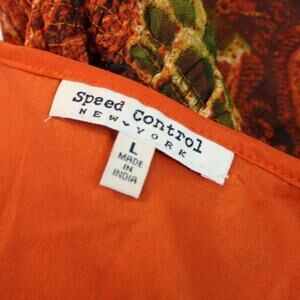 Speed Control
NEW YORK
L
MADE
IN
INDIA